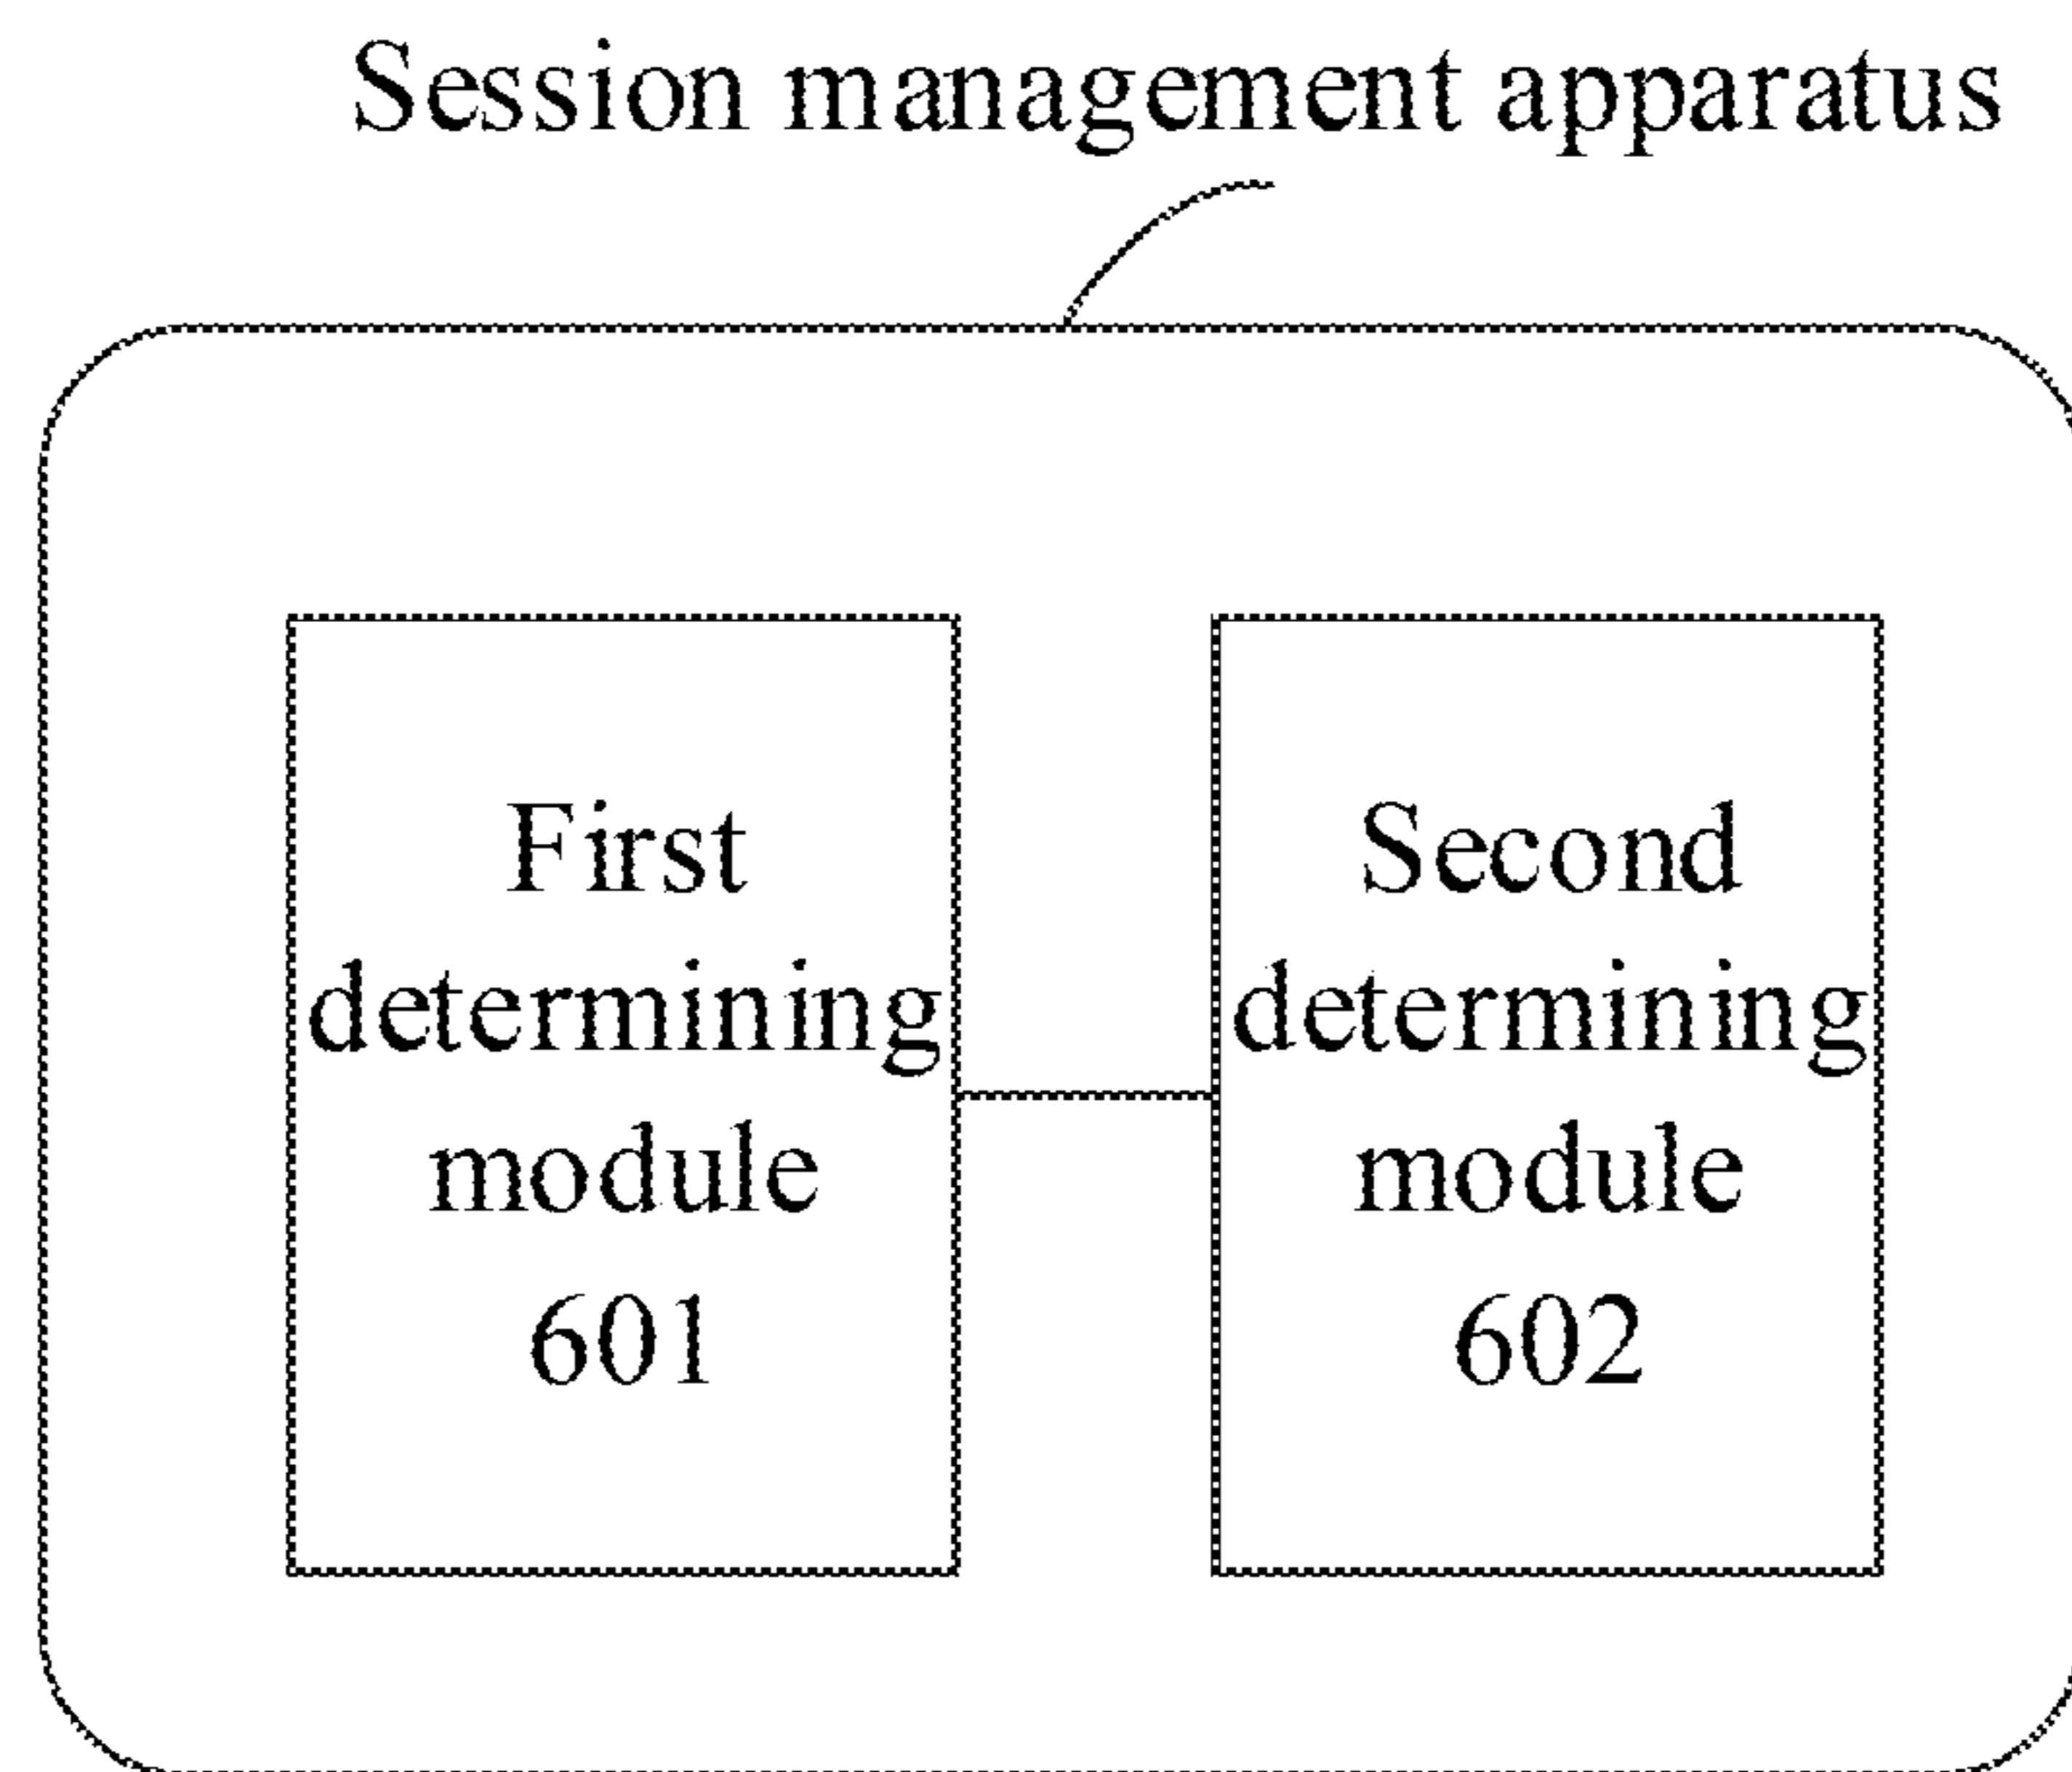 Session management apparatus
First
determining
module
601
Second
determining
module
602